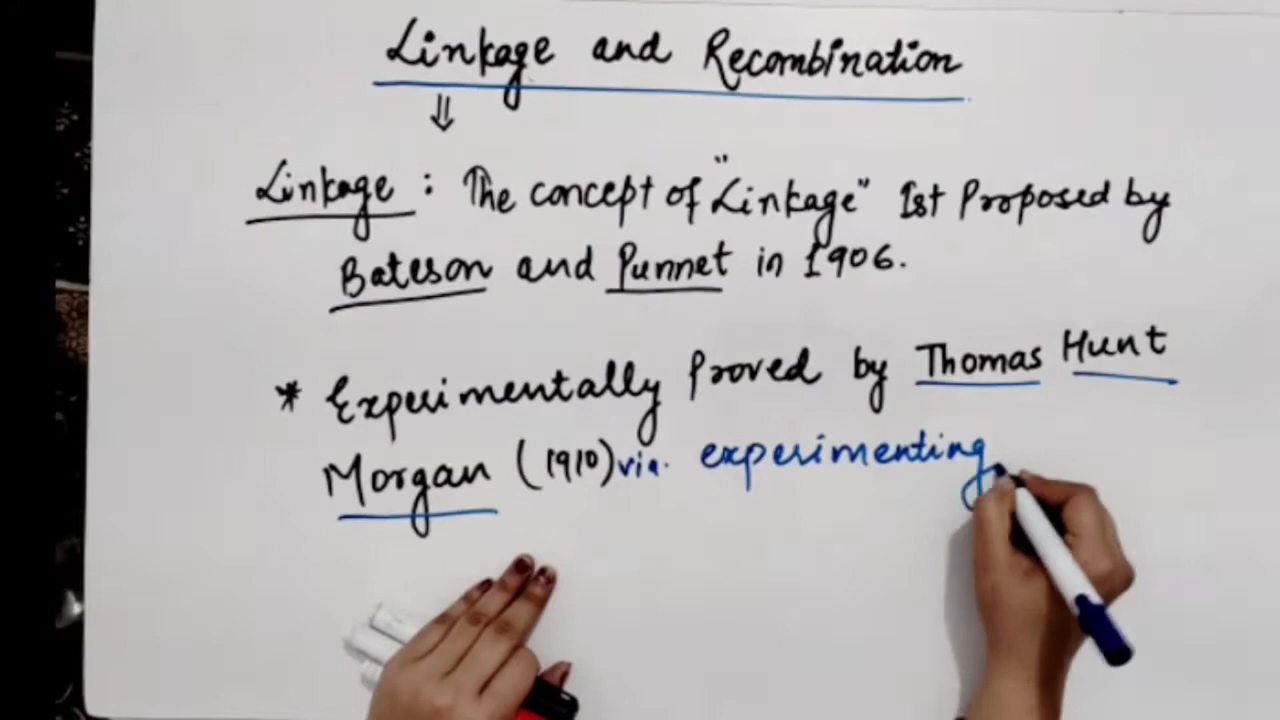 Linkage and Recombination
⇓
Linkage : The concept of "Linkage" 1st Proposed by
Bateson and Punnet in 1906.
* Experimentally Proved by Thomas Hunt
Morgan (1910) via. experimenting